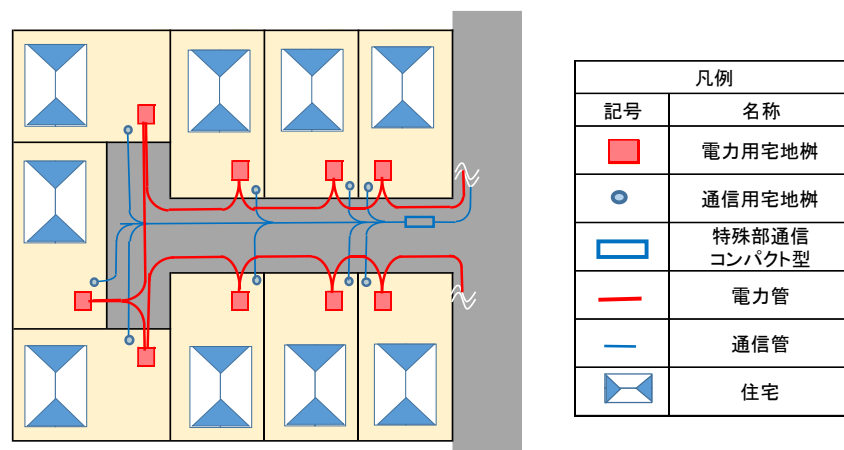 凡例
記号 名称
電力用宅地桝
通信用宅地桝
特殊部通信
コンパクト型
電力管
通信管
住宅